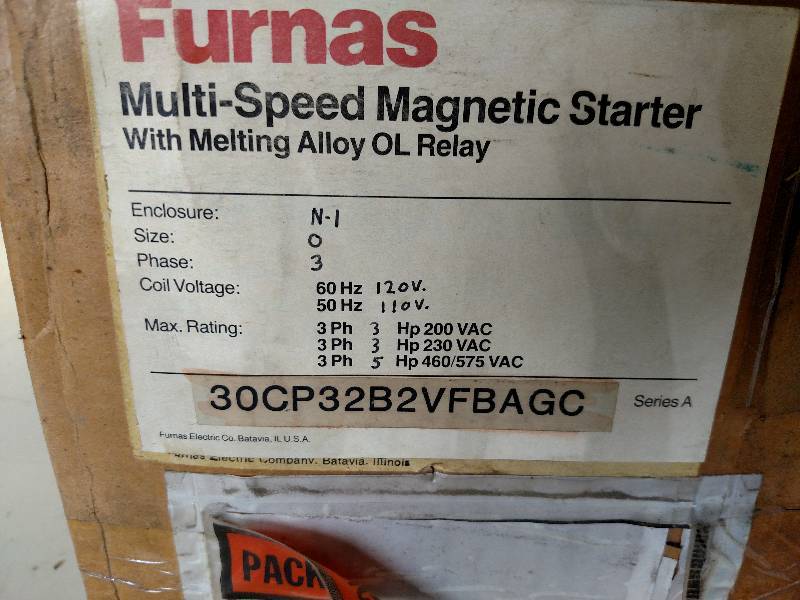 Furnas
Multi-Speed Magnetic Starter
With Melting Alloy OL Relay
Enclosure: N-1
Size: 0
Phase: 3
Coil Voltage: 60 Hz 120V.
50 Hz 110V.
Max. Rating: 3 Ph 3 Hp 200 VAC
3 Ph 3 Hp 230 VAC
3 Ph 5 Hp 460/575 VAC
30CP32B2VFBAGC Series A
Furnas Electric Co. Batavia, IL U.S.A.
Furnas Electric Company, Batavia, Illinois
PACK